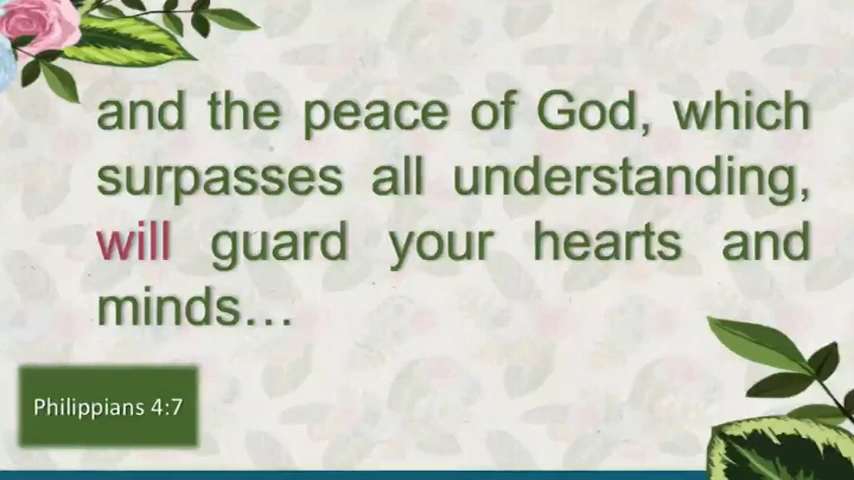 and the peace of God, which
surpasses all understanding,
will guard your hearts and
minds…
Philippians 4:7